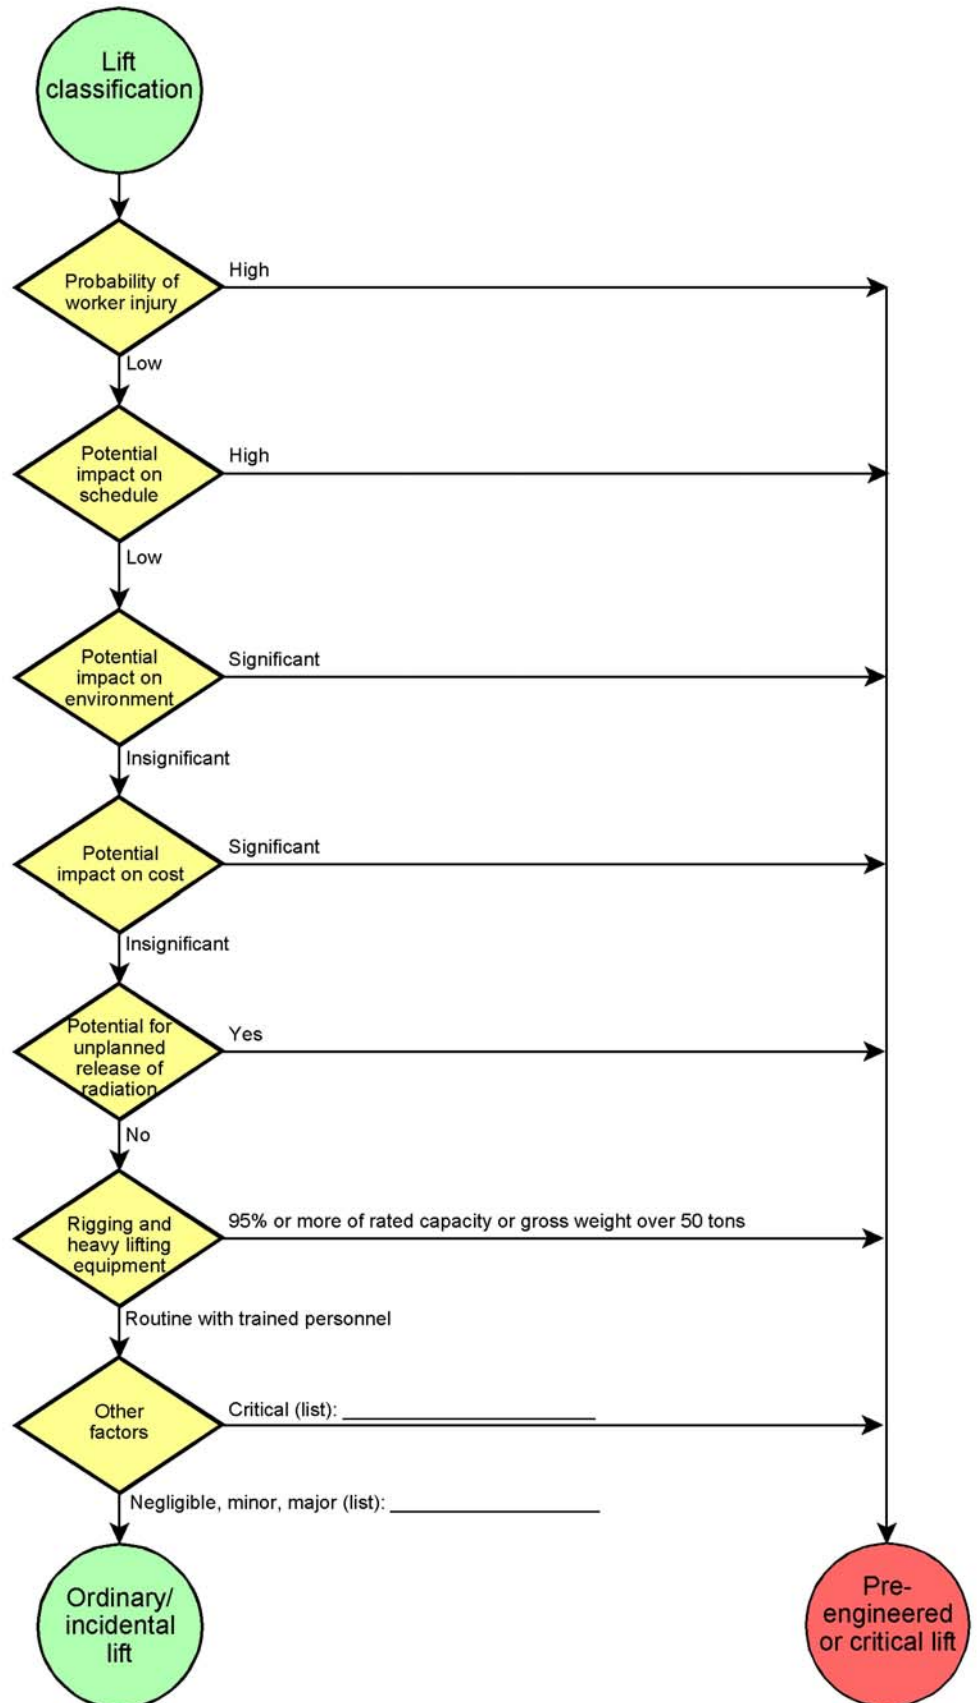 Lift
classification
Probability of
worker injury
High
Low
Potential
impact on
schedule
High
Low
Potential
impact on
environment
Significant
Insignificant
Potential
impact on cost
Significant
Insignificant
Potential for
unplanned
release of
radiation
Yes
No
Rigging and
heavy lifting
equipment
95% or more of rated capacity or gross weight over 50 tons
Routine with trained personnel
Other
factors
Critical (list): ______________________
Negligible, minor, major (list): __________________
Ordinary/
incidental
lift
Pre-
engineered
or critical lift